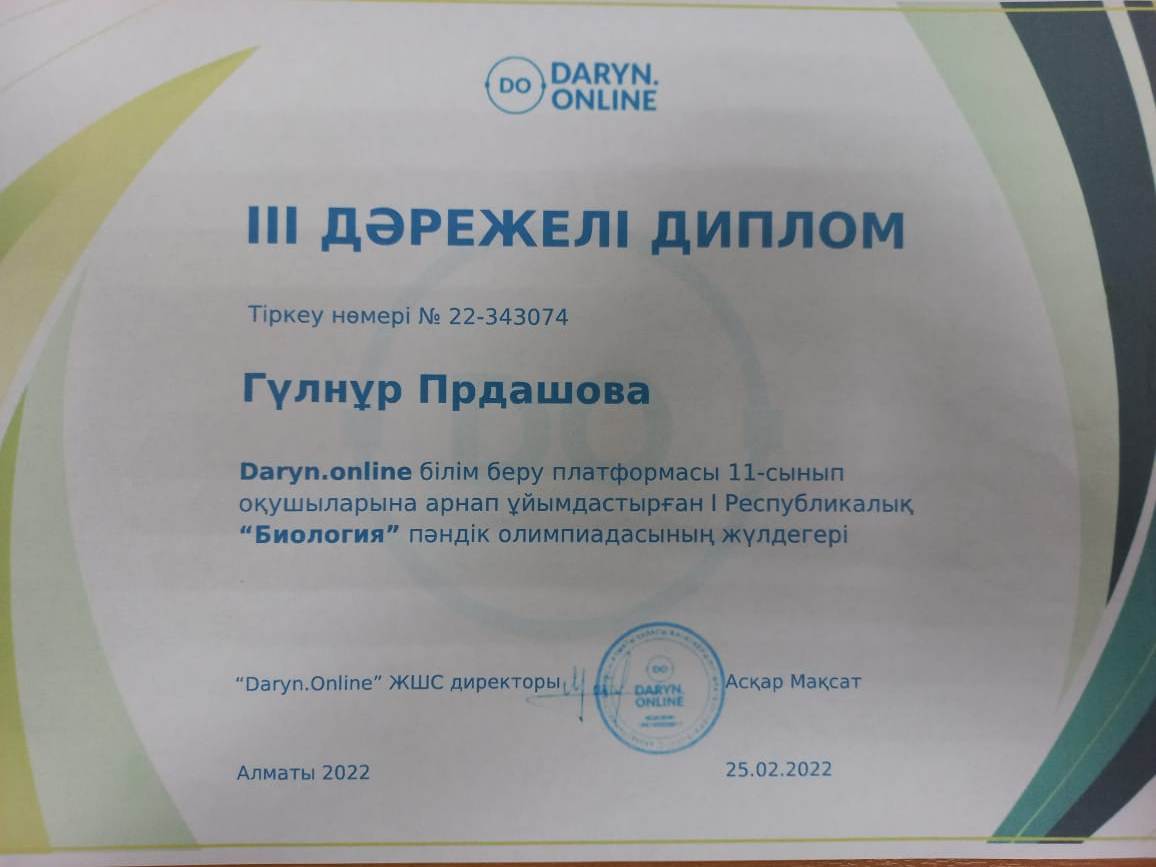 DO DARYN.
ONLINE
III ДӘРЕЖЕЛІ ДИПЛОМ
Тіркеу нөмері № 22-343074
Гүлнұр Прдашова
Daryn.online білім беру платформасы 11-сынып
оқушыларына арнап ұйымдастырған І Республикалық
“Биология” пәндік олимпиадасының жүлдегері
“Daryn.Online” ЖШС директоры
DO
DARYN.
ONLINE
Асқар Мақсат
Алматы 2022
25.02.2022